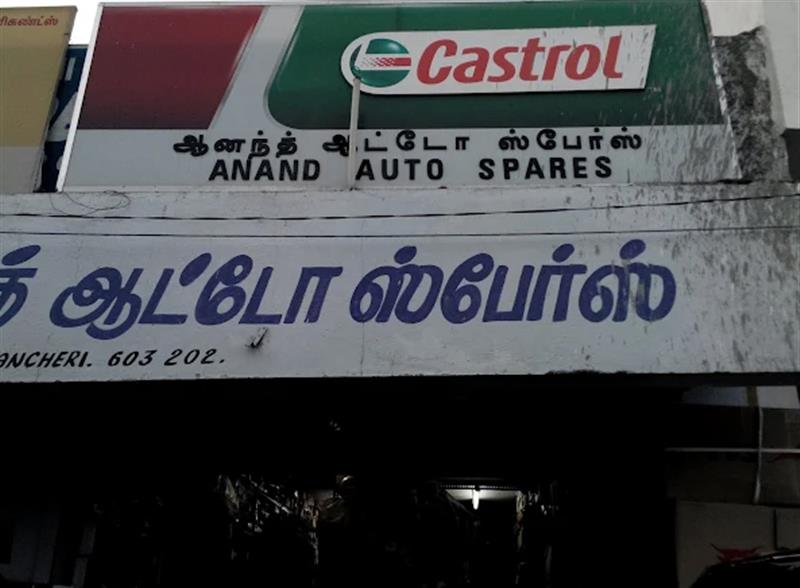 Castrol
ஆனந்த் ஆட்டோ ஸ்பேர்ஸ்
ANAND AUTO SPARES
த் ஆட்டோ ஸ்பேர்ஸ்
ANCHERI. 603 202.